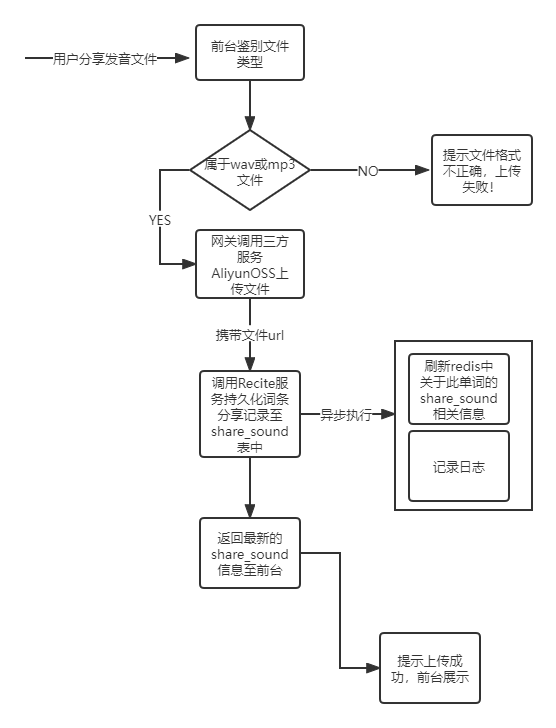 用户分享发音文件
前台鉴别文件
类型
属于wav或mp3
文件
NO
提示文件格式
不正确，上传
失败！
YES
网关调用三方
服务
AliyunOSS上
传文件
携带文件url
调用Recite服
务持久化词条
分享记录至
share_sound
表中
异步执行
刷新redis中
关于此单词的
share_sound
相关信息
记录日志
返回最新的
share_sound
信息至前台
提示上传成
功，前台展示